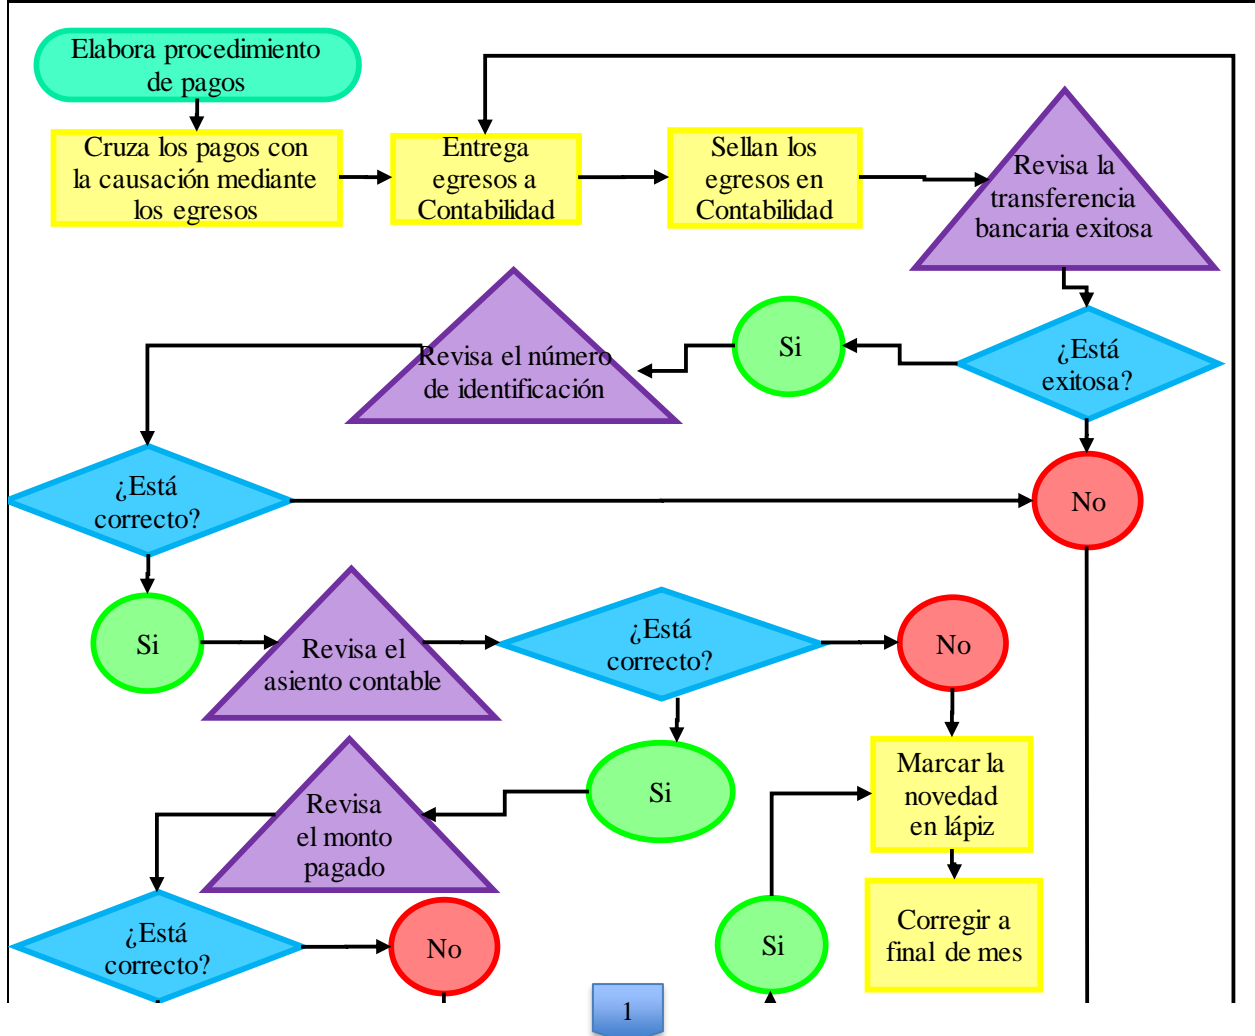 Elabora procedimiento
de pagos
Cruza los pagos con
la causación mediante
los egresos
Entrega
egresos a
Contabilidad
Sellan los
egresos en
Contabilidad
Revisa la
transferencia
bancaria exitosa
¿Está
exitosa?
Si
Revisa el número
de identificación
¿Está
correcto?
No
Si
Revisa el
asiento contable
¿Está
correcto?
No
Si
Marcar la
novedad
en lápiz
Revisa
el monto
pagado
¿Está
correcto?
No
Si
Corregir a
final de mes
1